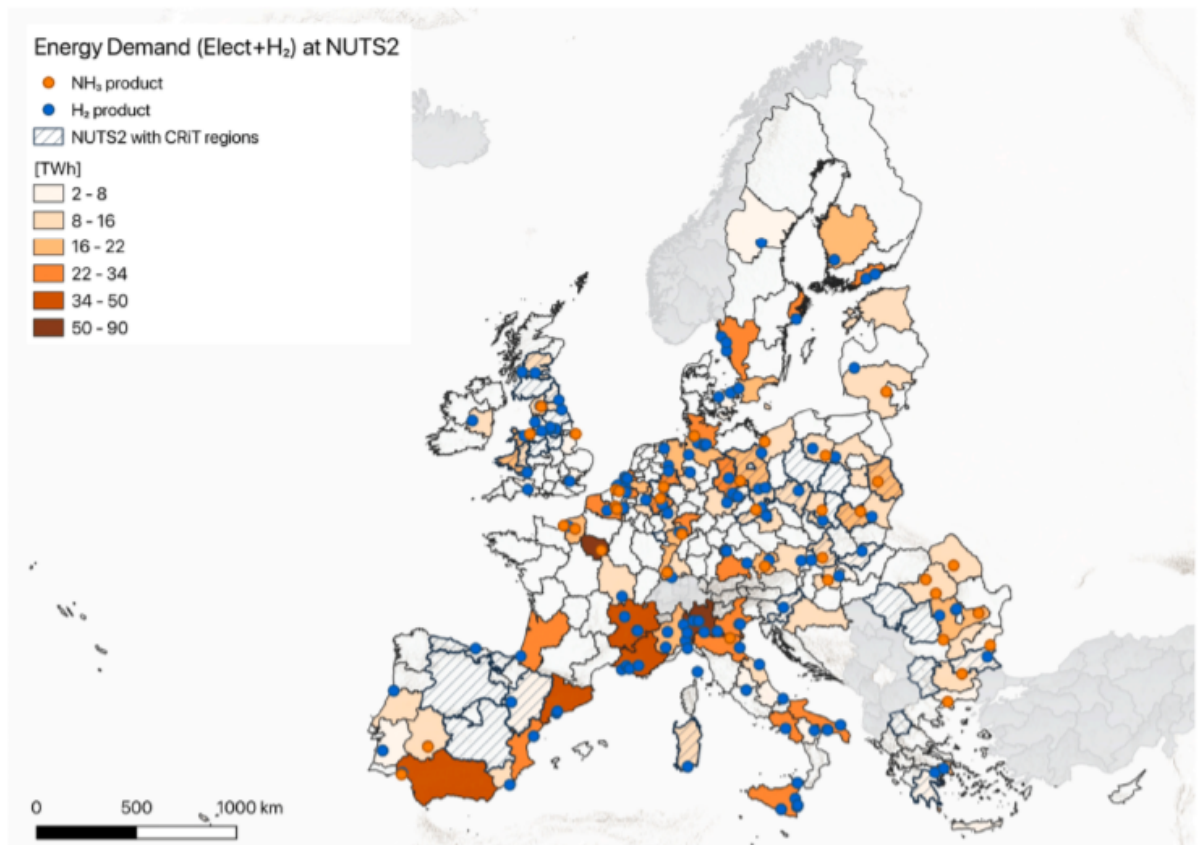 Energy Demand (Elect+H₂) at NUTS2
NH₃ product
H₂ product
NUTS2 with CRiT regions
[TWh]
2 - 8
8 - 16
16 - 22
22 - 34
34 - 50
50 - 90
0 500 1000 km